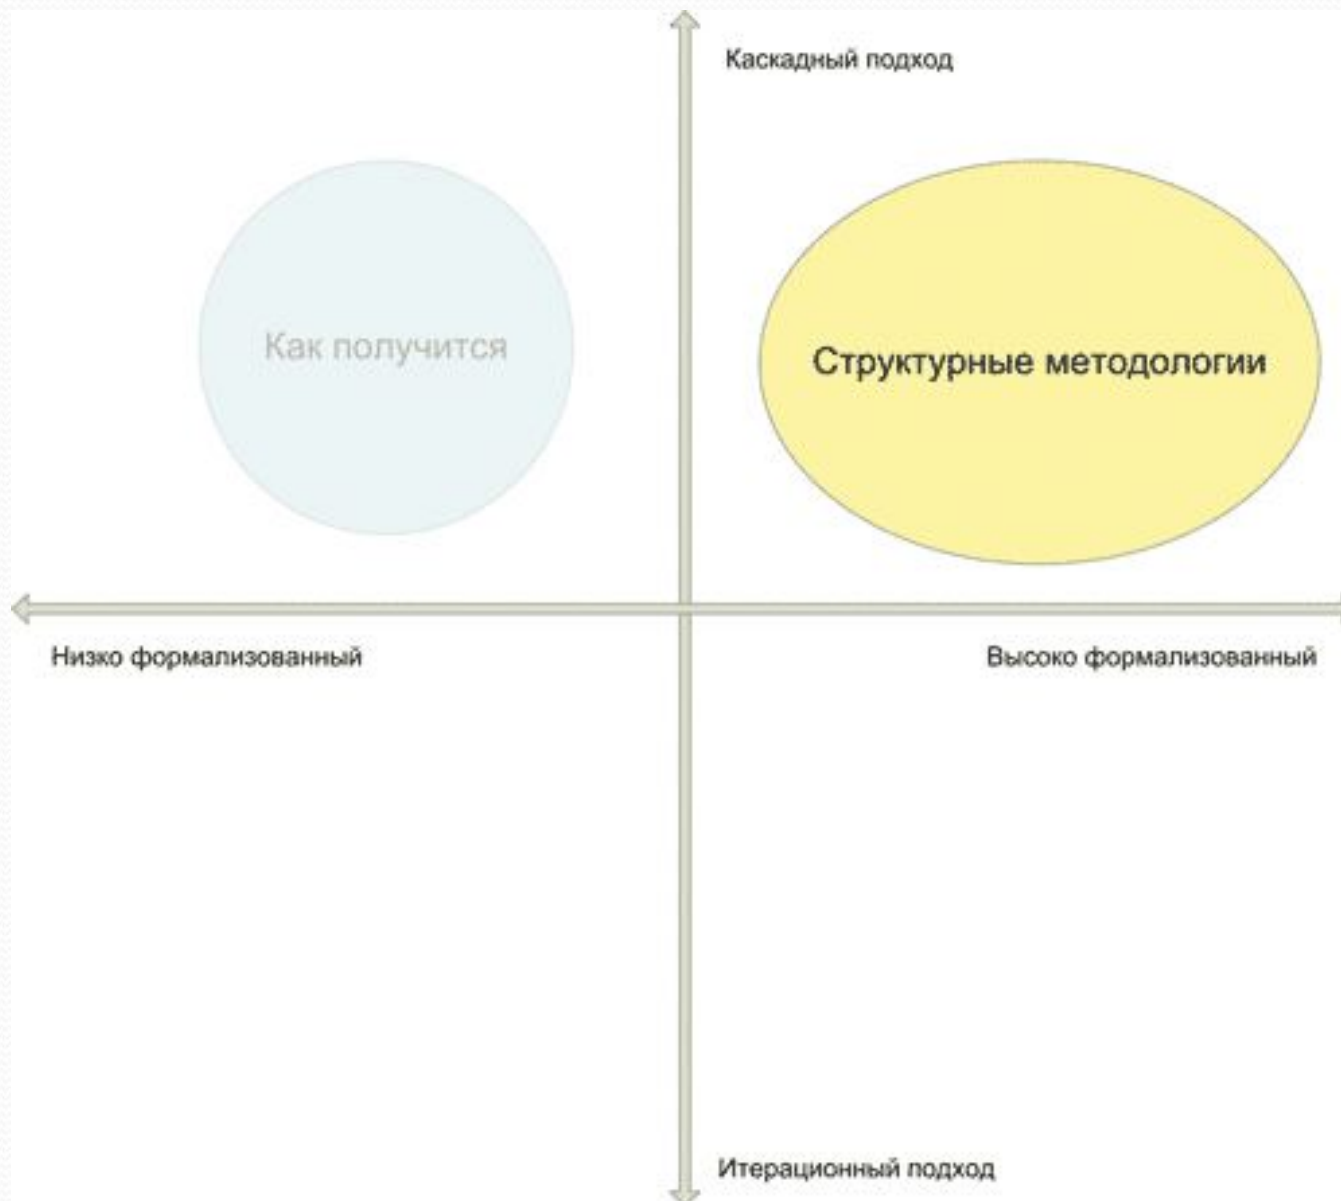 Каскадный подход
Как получится
Структурные методологии
Низко формализованный
Высоко формализованный
Итерационный подход